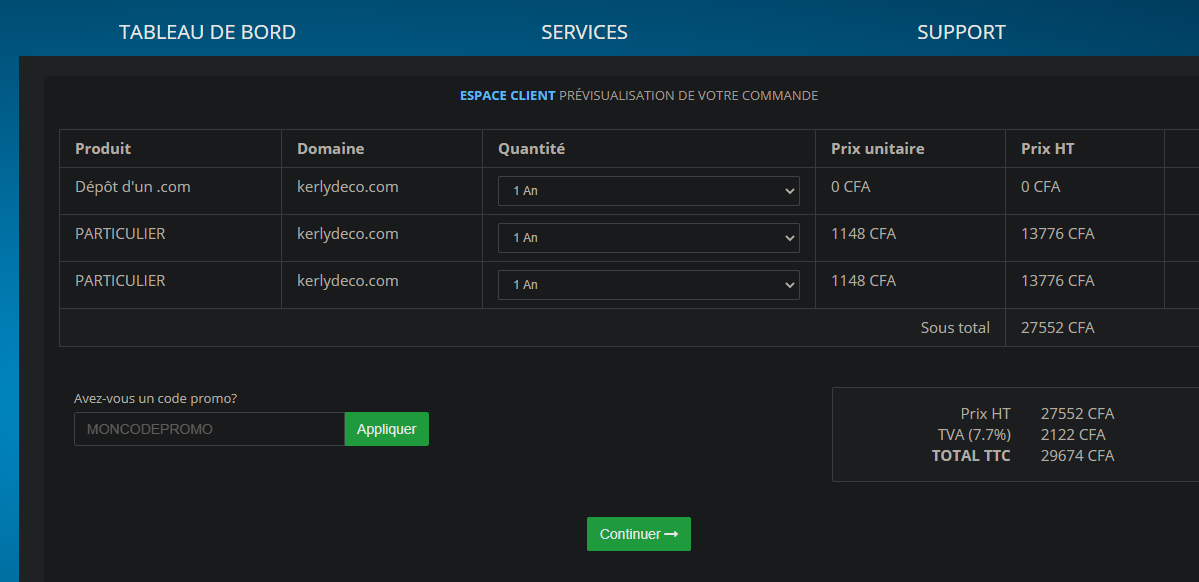 TABLEAU DE BORD SERVICES SUPPORT
ESPACE CLIENT PRÉVISUALISATION DE VOTRE COMMANDE
Produit Domaine Quantité Prix unitaire Prix HT
Dépôt d'un .com kerlydeco.com 1 An 0 CFA 0 CFA
PARTICULIER kerlydeco.com 1 An 1148 CFA 13776 CFA
PARTICULIER kerlydeco.com 1 An 1148 CFA 13776 CFA
Sous total 27552 CFA
Avez-vous un code promo?
MONCODEPROMO Appliquer
Prix HT 27552 CFA
TVA (7.7%) 2122 CFA
TOTAL TTC 29674 CFA
Continuer→